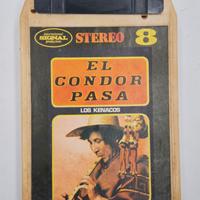 SIGNAL
STEREO 8
EL
CONDOR
PASA
LOS KENACOS